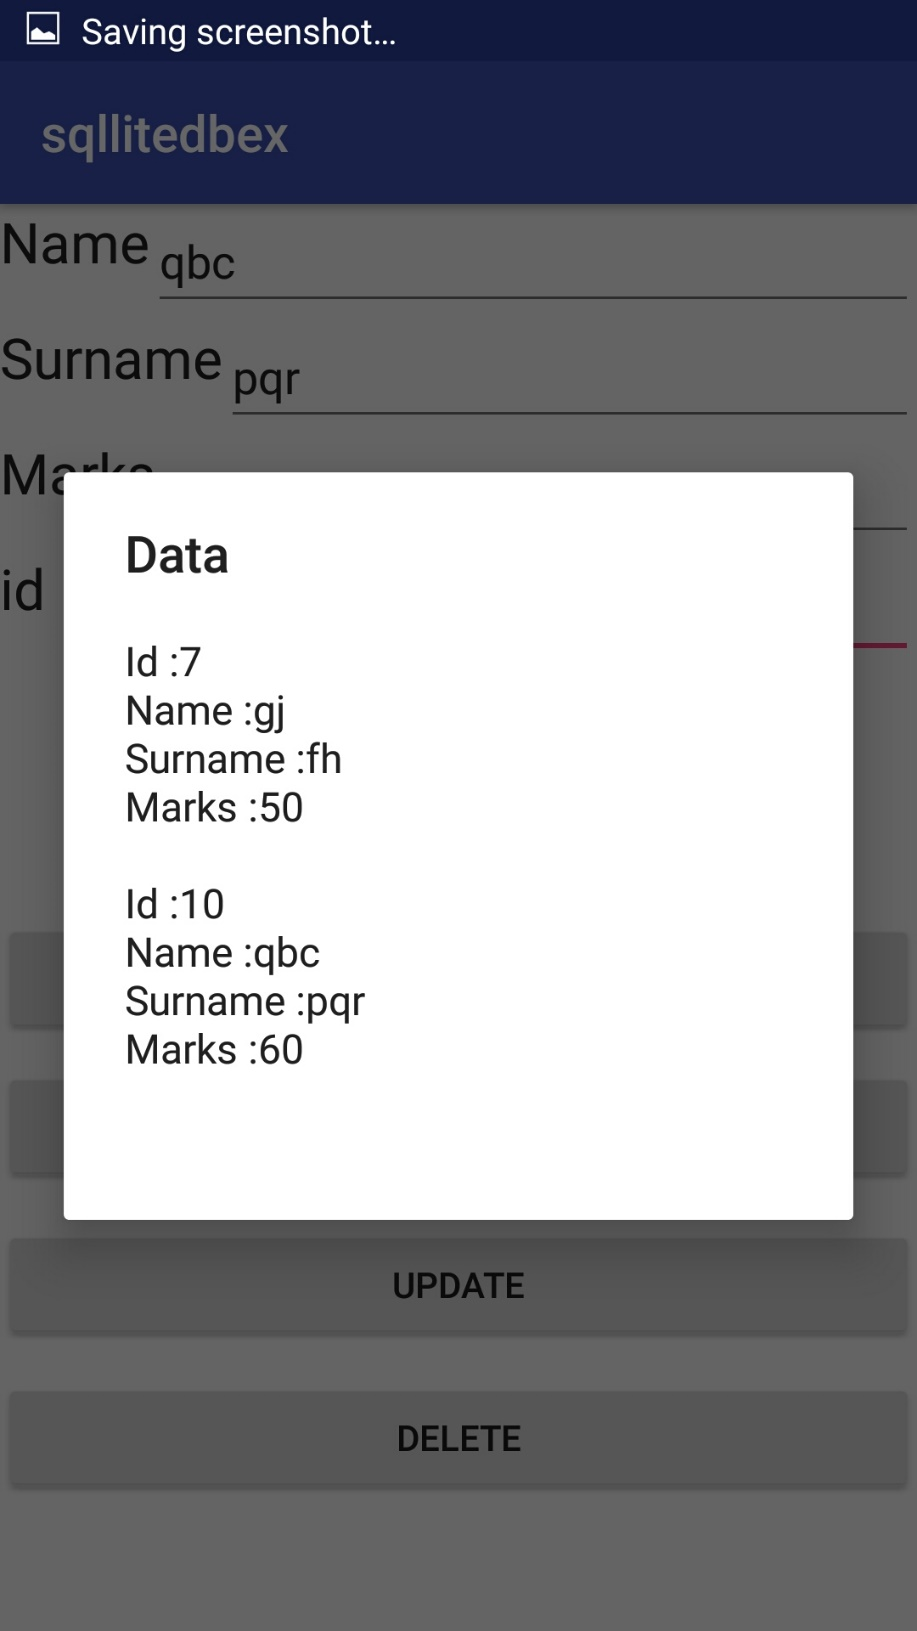 Saving screenshot...
sqllitedbex
Name qbc
Surname pqr
Marks
id
Data
Id :7
Name :gj
Surname :fh
Marks :50
Id :10
Name :qbc
Surname :pqr
Marks :60
UPDATE
DELETE